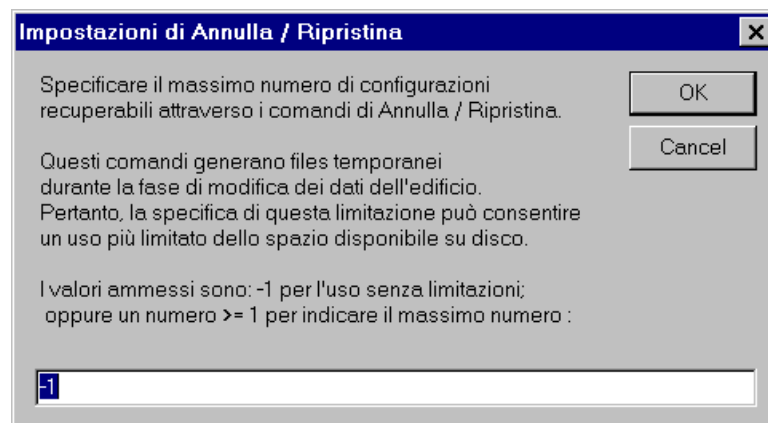 Impostazioni di Annulla / Ripristina
Specificare il massimo numero di configurazioni
recuperabili attraverso i comandi di Annulla / Ripristina.
OK
Cancel
Questi comandi generano files temporanei
durante la fase di modifica dei dati dell'edificio.
Pertanto, la specifica di questa limitazione può consentire
un uso più limitato dello spazio disponibile su disco.
I valori ammessi sono: -1 per l'uso senza limitazioni;
oppure un numero >= 1 per indicare il massimo numero :
-1